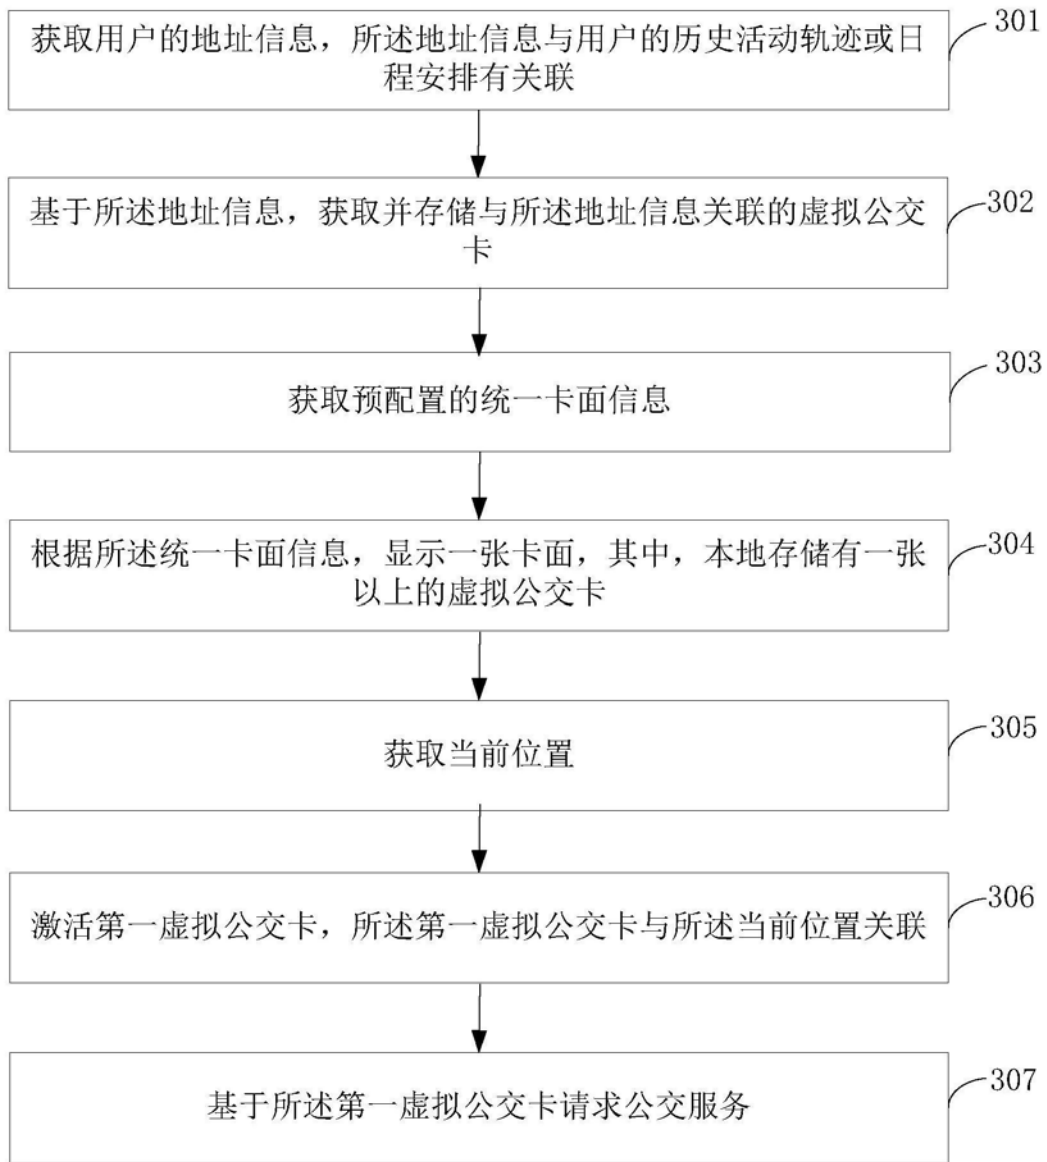 获取用户的地址信息，所述地址信息与用户的历史活动轨迹或日
程安排有关联
301
基于所述地址信息，获取并存储与所述地址信息关联的虚拟公交
卡
302
获取预配置的统一卡面信息
303
根据所述统一卡面信息，显示一张卡面，其中，本地存储有一张
以上的虚拟公交卡
304
获取当前位置
305
激活第一虚拟公交卡，所述第一虚拟公交卡与所述当前位置关联
306
基于所述第一虚拟公交卡请求公交服务
307